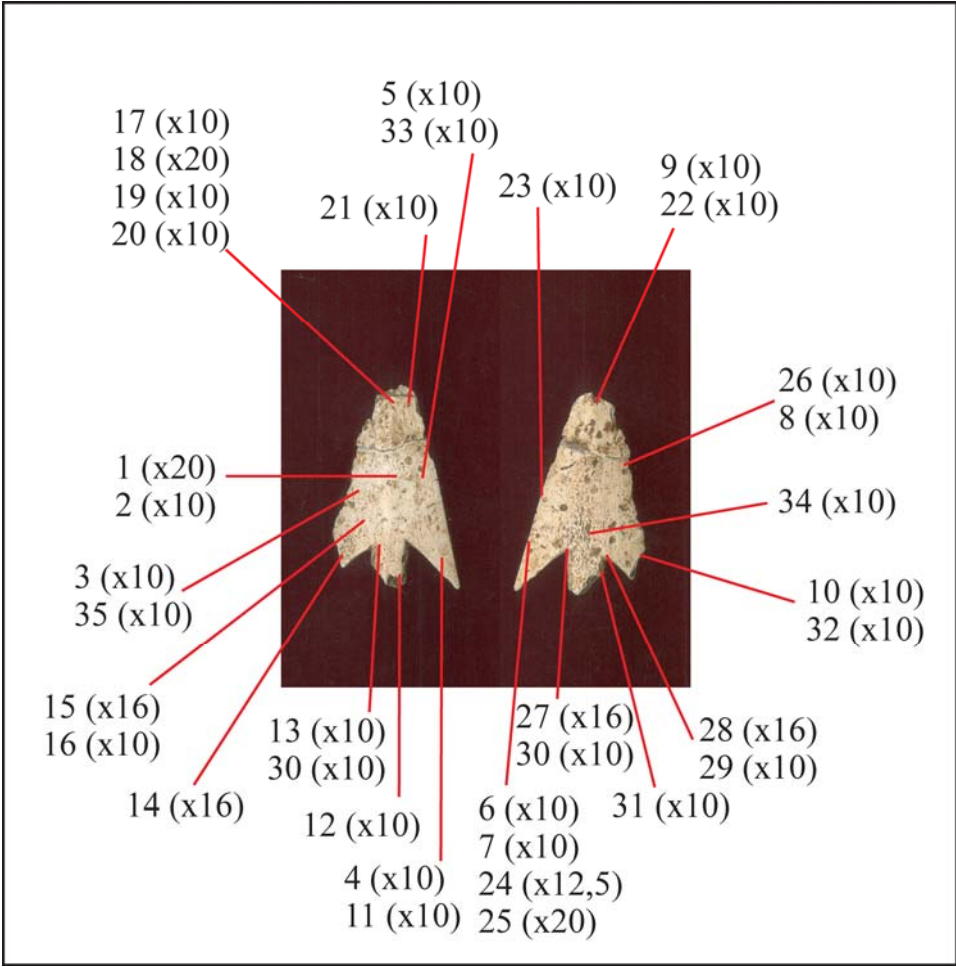 5 (x10)
33 (x10)
17 (x10)
18 (x20)
19 (x10)
20 (x10)
21 (x10)
23 (x10)
9 (x10)
22 (x10)
26 (x10)
8 (x10)
1 (x20)
2 (x10)
34 (x10)
3 (x10)
35 (x10)
10 (x10)
32 (x10)
15 (x16)
16 (x10)
13 (x10)
30 (x10)
27 (x16)
30 (x10)
28 (x16)
29 (x10)
14 (x16)
12 (x10)
31 (x10)
4 (x10)
11 (x10)
6 (x10)
7 (x10)
24 (x12,5)
25 (x20)